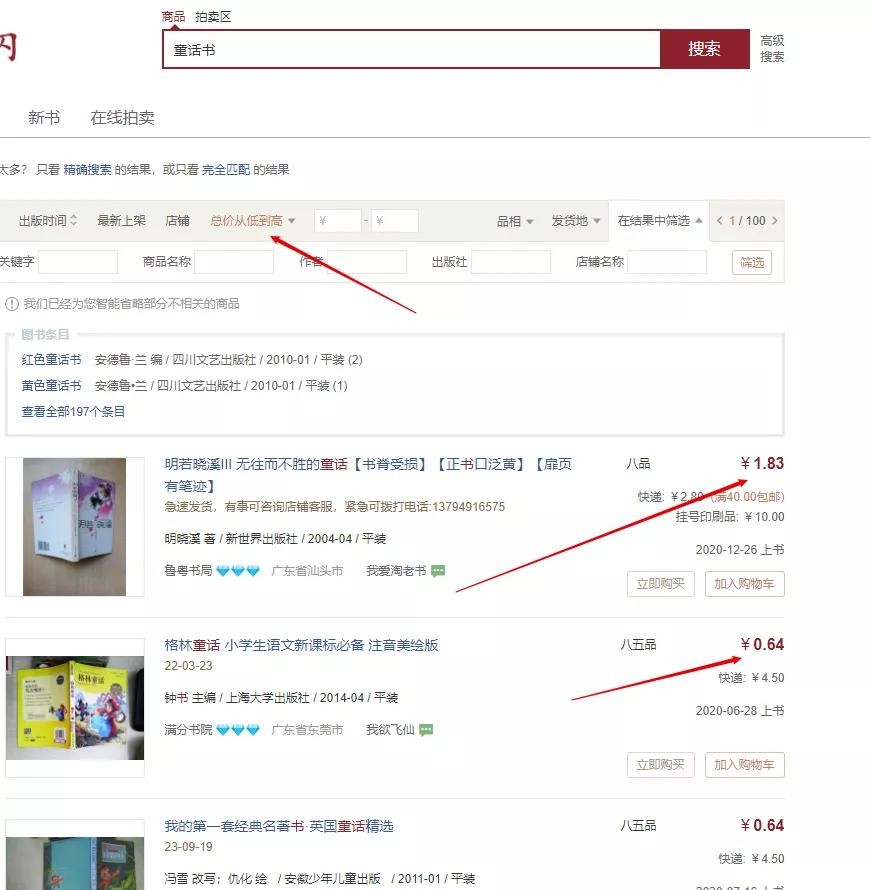 商品 拍卖区
童话书
搜索
高级
搜索
新书 在线拍卖
太多? 只看 精确搜索 的结果，或只看 完全匹配 的结果
出版时间 最新上架 店铺 总价从低到高 ¥ - ¥ 品相 发货地 在结果中筛选 < 1 / 100 >
关键字 商品名称 作者 出版社 店铺名称 筛选
我们已经为您智能省略部分不相关的商品
图书条目
红色童话书 安德鲁·兰 编 / 四川文艺出版社 / 2010-01 / 平装 (2)
黄色童话书 安德鲁•兰 / 四川文艺出版社 / 2010-01 / 平装 (1)
查看全部197个条目
明若晓溪III 无往而不胜的童话【书脊受损】【正书口泛黄】【扉页
有笔迹】
八品
¥ 1.83
急速发货，有事可咨询店铺客服，紧急可拨打电话:13794916575
快递: ¥ 2.80 (满40.00包邮)
挂号印刷品: ¥ 10.00
明晓溪 著 / 新世界出版社 / 2004-04 / 平装
2020-12-26 上书
鲁粤书局 广东省汕头市 我爱淘老书
立即购买 加入购物车
格林童话 小学生语文新课标必备 注音美绘版
八五品
¥ 0.64
22-03-23
快递: ¥ 4.50
钟书 主编 / 上海大学出版社 / 2014-04 / 平装
2020-06-28 上书
满分书院 广东省东莞市 我欲飞仙
格林童话
立即购买 加入购物车
我的第一套经典名著书·英国童话精选
八五品
¥ 0.64
23-09-19
快递: ¥ 4.50
冯雪 改写；仇化 绘 / 安徽少年儿童出版 / 2011-01 / 平装